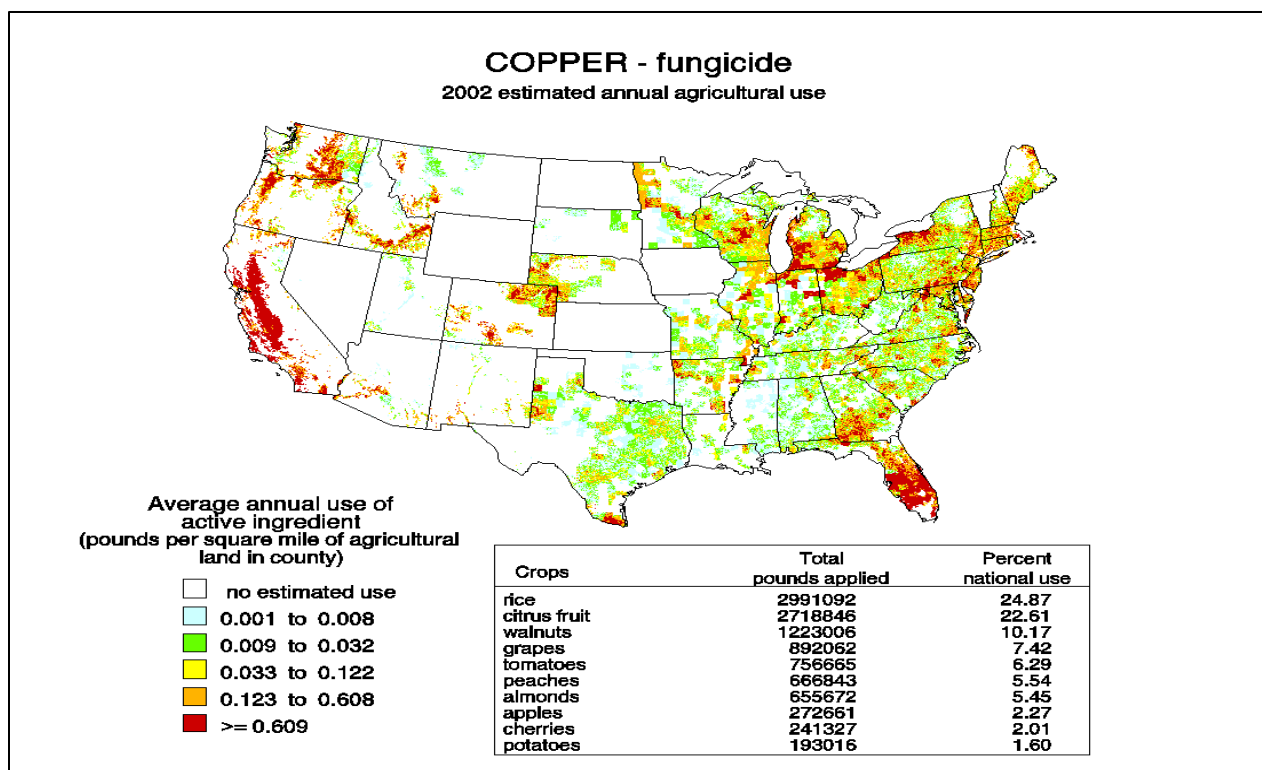 COPPER - fungicide
2002 estimated annual agricultural use
Average annual use of
active ingredient
(pounds per square mile of agricultural
land in county)
no estimated use
0.001 to 0.008
0.009 to 0.032
0.033 to 0.122
0.123 to 0.608
>= 0.609
Crops Total pounds applied Percent national use
rice 2991092 24.87
citrus fruit 2718846 22.61
walnuts 1223006 10.17
grapes 892062 7.42
tomatoes 756665 6.29
peaches 666843 5.54
almonds 655672 5.45
apples 272661 2.27
cherries 241327 2.01
potatoes 193016 1.60